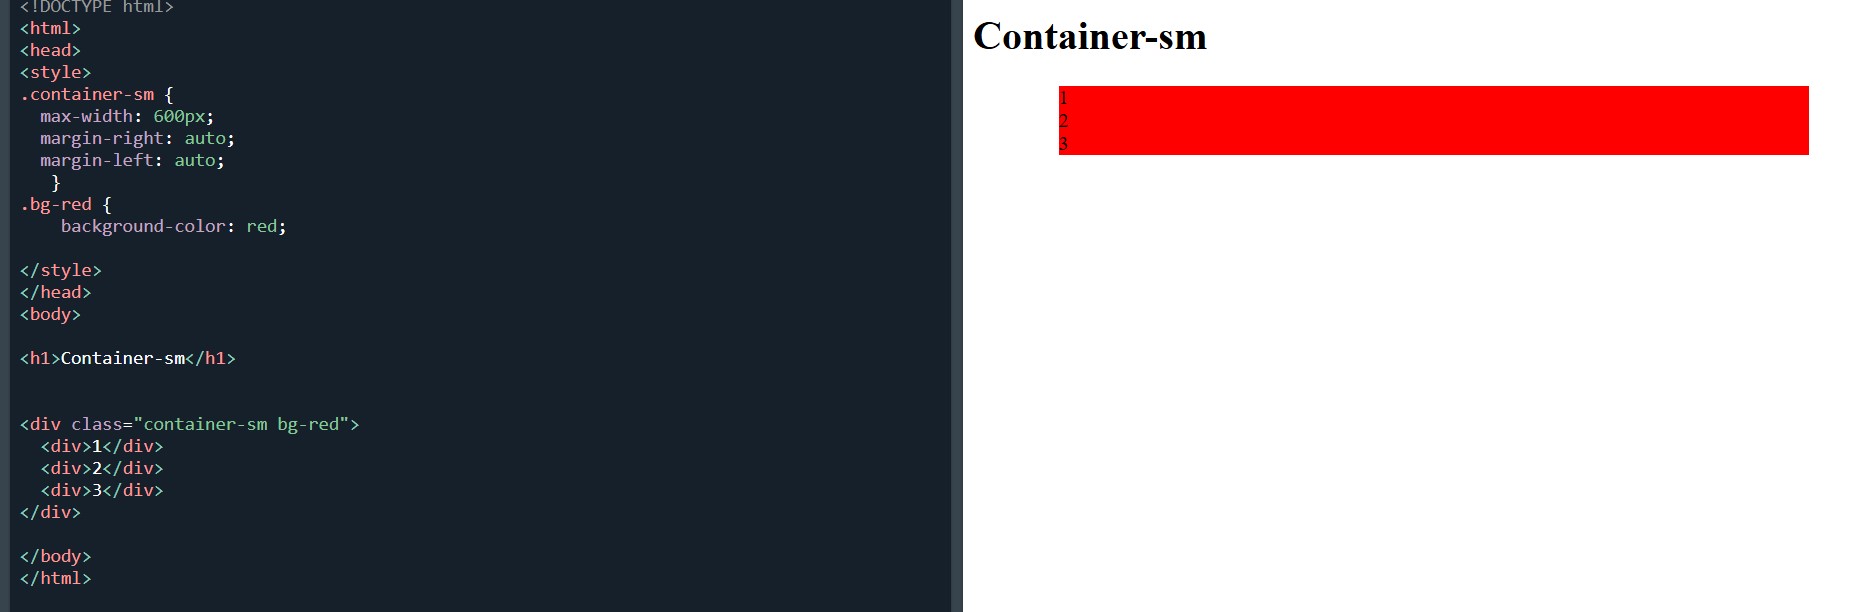 <!DOCTYPE html>
<html>
<head>
<style>
.container-sm {
  max-width: 600px;
  margin-right: auto;
  margin-left: auto;
   }
.bg-red {
    background-color: red;

</style>
</head>
<body>

<h1>Container-sm</h1>


<div class="container-sm bg-red">
  <div>1</div>
  <div>2</div>
  <div>3</div>
</div>

</body>
</html>
Container-sm
1
2
3